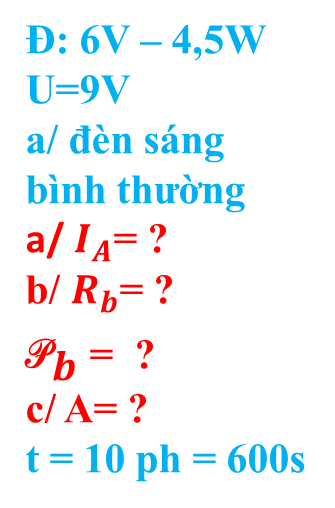 Đ: 6V – 4,5W
U=9V
a/ đèn sáng
bình thường
a/ I_A= ?
b/ R_b= ?
𝒫_b = ?
c/ A= ?
t = 10 ph = 600s